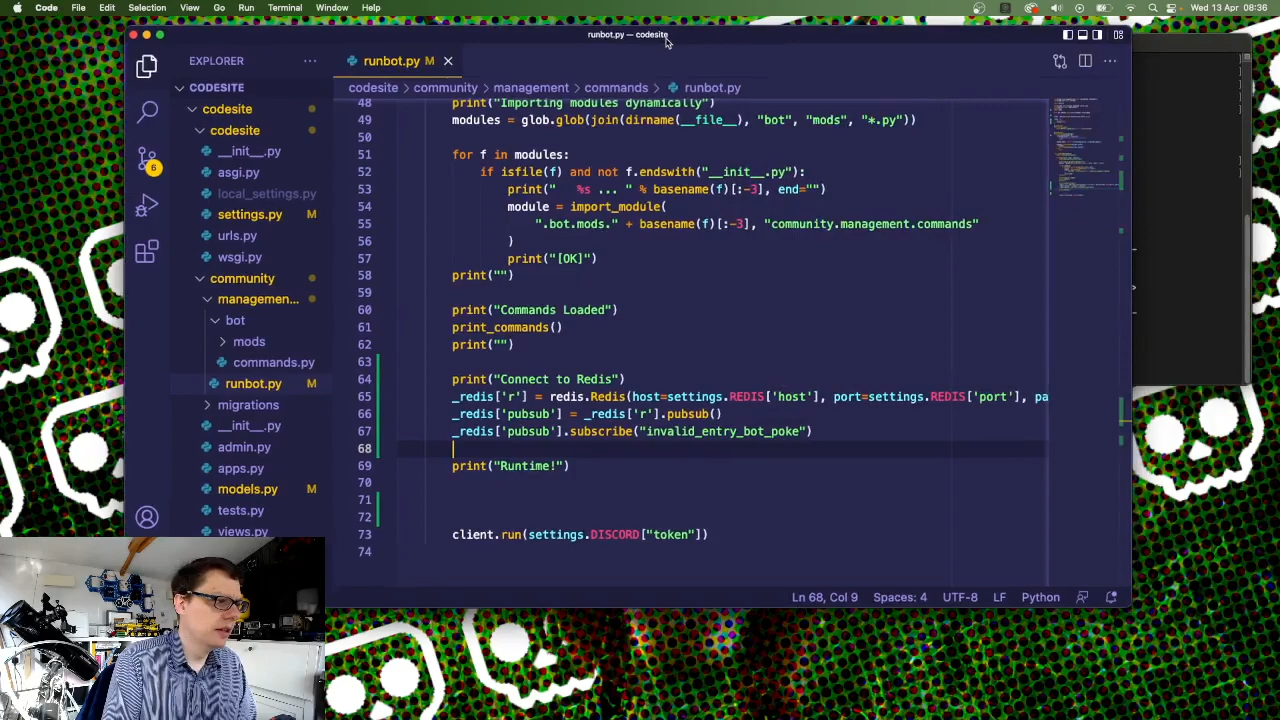 Code File Edit Selection View Go Run Terminal Window Help Wed 13 Apr 08:36
runbot.py — codesite
EXPLORER ···
CODESITE
codesite
codesite
__init__.py
asgi.py
local_settings.py
settings.py M
urls.py
wsgi.py
community
managemen...
bot
mods
commands.py
runbot.py M
migrations
__init__.py
admin.py
apps.py
models.py M
tests.py
views.py
6
runbot.py M
codesite > community > management > commands > runbot.py
48 print("Importing modules dynamically")
49 modules = glob.glob(join(dirname(__file__), "bot", "mods", "*.py"))
50
51 for f in modules:
52 if isfile(f) and not f.endswith("__init__.py"):
53 print("   %s ... " % basename(f)[:-3], end="")
54 module = import_module(
55 ".bot.mods." + basename(f)[:-3], "community.management.commands"
56 )
57 print("[OK]")
58 print("")
59
60 print("Commands Loaded")
61 print_commands()
62 print("")
63
64 print("Connect to Redis")
65 _redis['r'] = redis.Redis(host=settings.REDIS['host'], port=settings.REDIS['port'], pa
66 _redis['pubsub'] = _redis['r'].pubsub()
67 _redis['pubsub'].subscribe("invalid_entry_bot_poke")
68
69 print("Runtime!")
70
71
72
73 client.run(settings.DISCORD["token"])
74
Ln 68, Col 9 Spaces: 4 UTF-8 LF Python